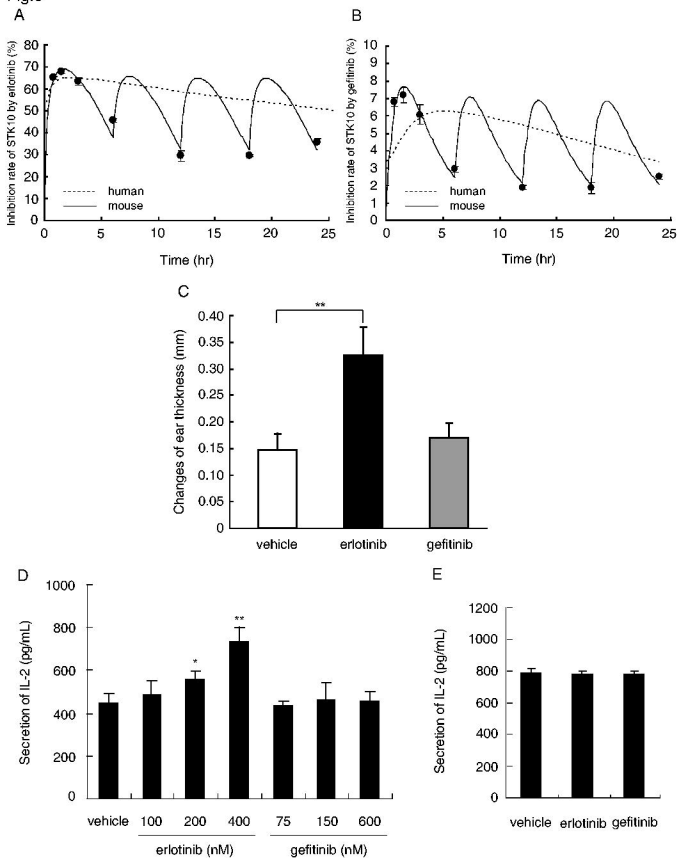 A
Inhibition rate of STK10 by erlotinib (%)
80
70
60
50
40
30
20
10
0
human
mouse
0 5 10 15 20 25
Time (hr)
B
Inhibition rate of STK10 by gefitinib (%)
10
9
8
7
6
5
4
3
2
1
0
human
mouse
0 5 10 15 20 25
Time (hr)
C
Changes of ear thickness (mm)
**
0.40
0.35
0.30
0.25
0.20
0.15
0.10
0.05
0
vehicle erlotinib gefitinib
D
Secretion of IL-2 (pg/mL)
1000
800
600
400
200
0
*
**
vehicle 100 200 400 75 150 600
erlotinib (nM) gefitinib (nM)
E
Secretion of IL-2 (pg/mL)
1200
1000
800
600
400
200
0
vehicle erlotinib gefitinib